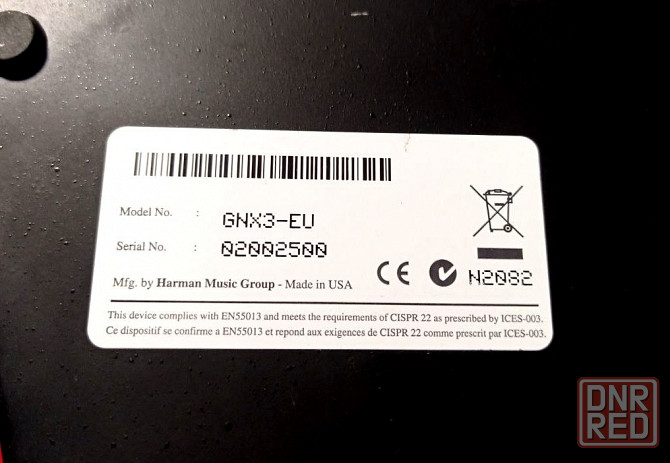 Model No. : GNX3-EU
Serial No. : 02002500
Mfg. by Harman Music Group - Made in USA
CE N2082
This device complies with EN55013 and meets the requirements of CISPR 22 as prescribed by ICES-003.
Ce dispositif se confirme a EN55013 et repond aux exigences de CISPR 22 comme prescrit par ICES-003.
DNR
RED